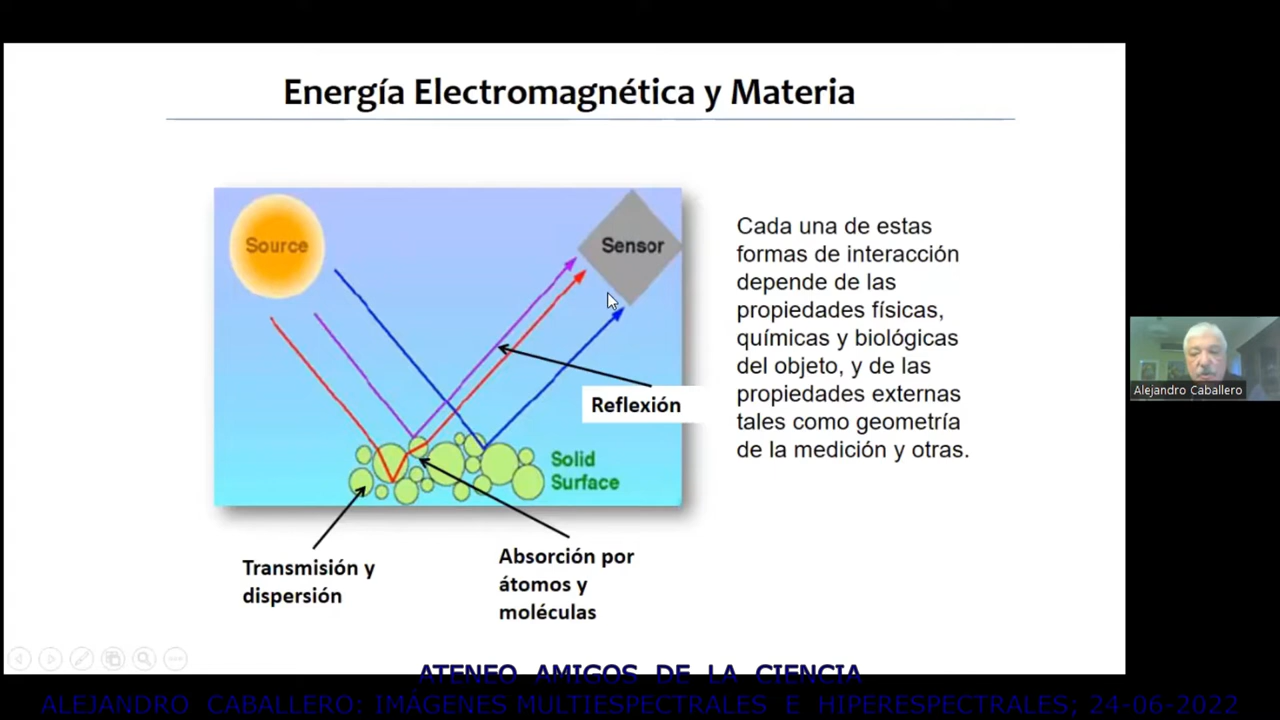 Energía Electromagnética y Materia
Source
Sensor
Cada una de estas
formas de interacción
depende de las
propiedades físicas,
químicas y biológicas
del objeto, y de las
propiedades externas
tales como geometría
de la medición y otras.
Reflexión
Solid
Surface
Transmisión y
dispersión
Absorción por
átomos y
moléculas
Alejandro Caballero
ATENEO AMIGOS DE LA CIENCIA
ALEJANDRO CABALLERO: IMÁGENES MULTIESPECTRALES E HIPERESPECTRALES; 24-06-2022